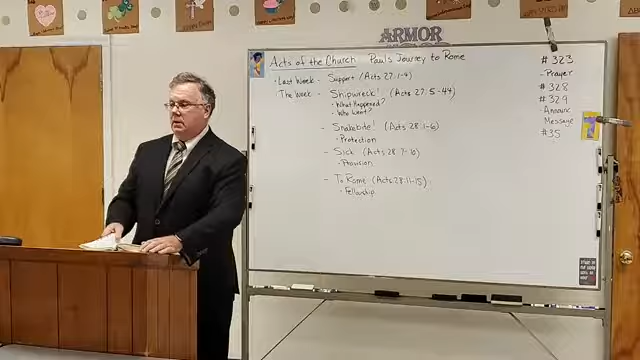 ARMOR
Acts of the Church Paul's Journey to Rome
· Last Week - Support (Acts 27:1-4)
The Week - Shipwreck! (Acts 27:5-44)
· What Happened?
· Who Went?
- Snakebite! (Acts 28:1-6)
· Protection
- Sick (Acts 28:7-10)
· Provision
- To Rome (Acts 28:11-15)
· Fellowship
#323
- Prayer
#328
#329
Announc
Message
#35